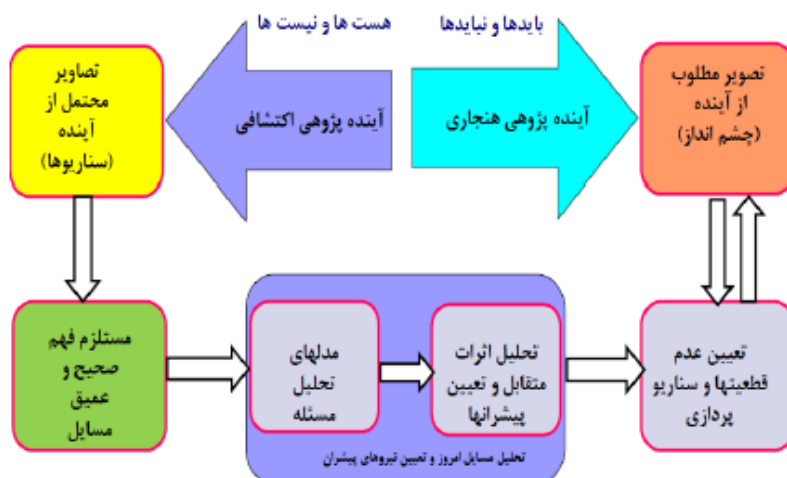 بایدها و نبایدها
هست ها و نیست ها
تصویر مطلوب
از آینده
(چشم انداز)
آینده پژوهی هنجاری
آینده پژوهی اکتشافی
تصاویر
محتمل از
آینده
(سناریوها)
مستلزم فهم
صحیح و
عمیق
مسایل
مدلهای
تحلیل
مسئله
تحلیل اثرات
متقابل و تعیین
پیشرانها
تعیین عدم
قطعیتها و سناریو
پردازی
تحلیل مسایل امروز و تعیین نیروهای پیشران